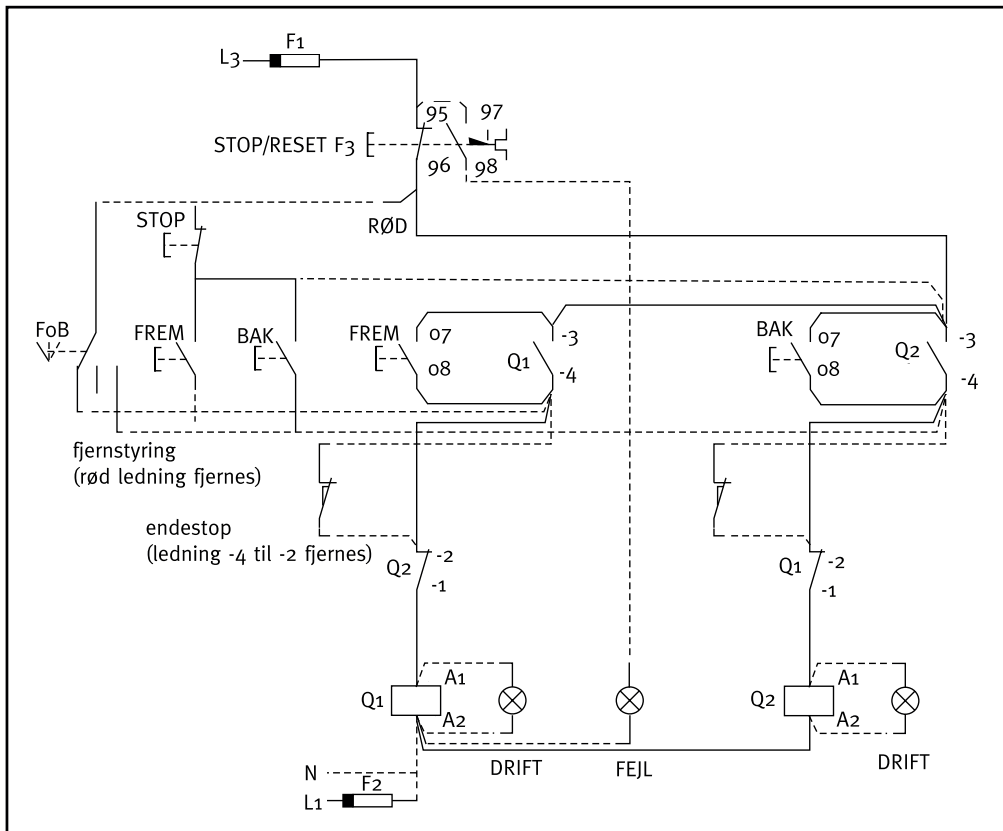 F1
L3
95 97
STOP/RESET F3
96 98
RØD
STOP
FoB
FREM
BAK
FREM
07
08
Q1
-3
-4
BAK
07
08
Q2
-3
-4
fjernstyring
(rød ledning fjernes)
endestop
(ledning -4 til -2 fjernes)
Q2
-2
-1
Q1
-2
-1
Q1
A1
A2
Q2
A1
A2
DRIFT
FEJL
DRIFT
N
F2
L1